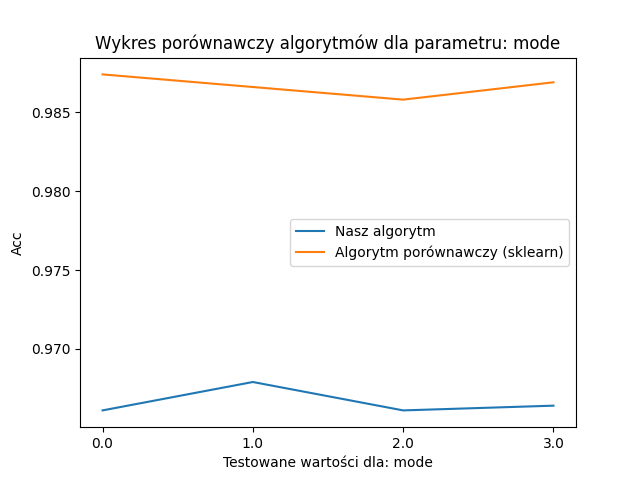 Wykres porównawczy algorytmów dla parametru: mode
0.985
0.980
0.975
0.970
Acc
Nasz algorytm
Algorytm porównawczy (sklearn)
0.0 1.0 2.0 3.0
Testowane wartości dla: mode